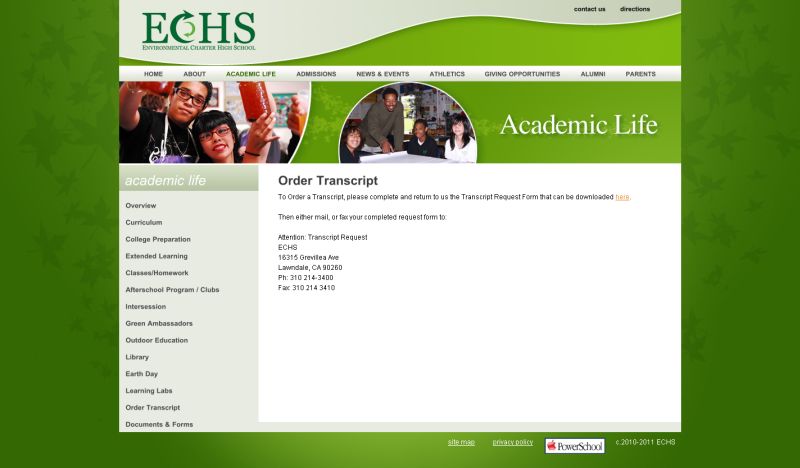 contact us directions
ECHS
ENVIRONMENTAL CHARTER HIGH SCHOOL
HOME ABOUT ACADEMIC LIFE ADMISSIONS NEWS & EVENTS ATHLETICS GIVING OPPORTUNITIES ALUMNI PARENTS
Academic Life
academic life
Overview
Curriculum
College Preparation
Extended Learning
Classes/Homework
Afterschool Program / Clubs
Intersession
Green Ambassadors
Outdoor Education
Library
Earth Day
Learning Labs
Order Transcript
Documents & Forms
Order Transcript
To Order a Transcript, please complete and return to us the Transcript Request Form that can be downloaded here.
Then either mail, or fax your completed request form to:
Attention: Transcript Request
ECHS
16315 Grevillea Ave
Lawndale, CA 90260
Ph: 310 214-3400
Fax: 310 214 3410
site map privacy policy PowerSchool c.2010-2011 ECHS